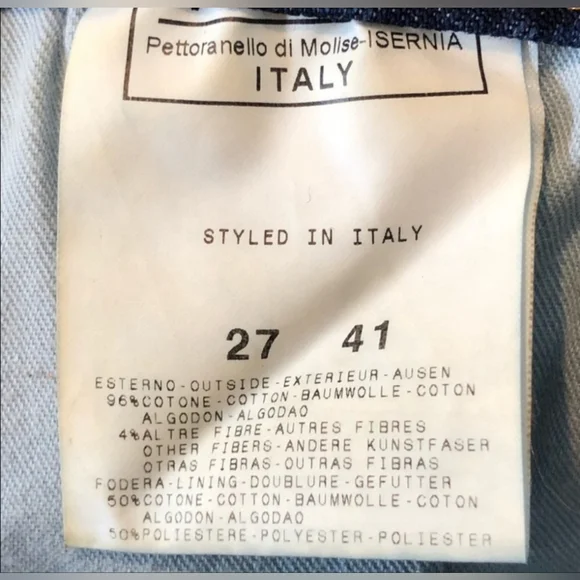 Pettoranello di Molise-ISERNIA
ITALY
STYLED IN ITALY
27 41
ESTERNO-OUTSIDE-EXTERIEUR-AUSEN
96%COTONE-COTTON-BAUMWOLLE-COTON
ALGODON-ALGODAO
4%ALTRE FIBRE-AUTRES FIBRES
OTHER FIBERS-ANDERE KUNSTFASER
OTRAS FIBRAS-OUTRAS FIBRAS
FODERA-LINING-DOUBLURE-GEFUTTER
50%COTONE-COTTON-BAUMWOLLE-COTON
ALGODON-ALGODAO
50%POLIESTERE-POLYESTER-POLIESTER